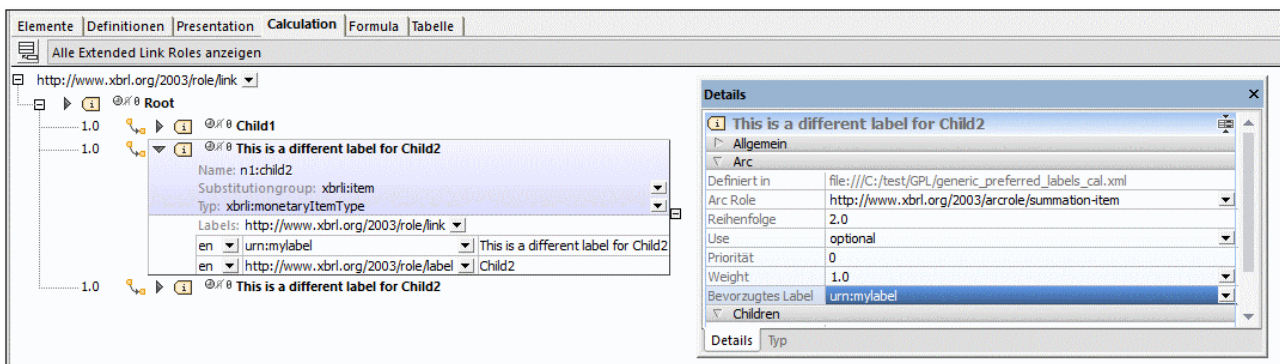 Elemente Definitionen Presentation Calculation Formula Tabelle
Alle Extended Link Roles anzeigen
http://www.xbrl.org/2003/role/link
Root
1.0 Child1
1.0 This is a different label for Child2
Name: n1:child2
Substitutiongroup: xbrli:item
Typ: xbrli:monetaryItemType
Labels: http://www.xbrl.org/2003/role/link
en urn:mylabel This is a different label for Child2
en http://www.xbrl.org/2003/role/label Child2
1.0 This is a different label for Child2
Details
This is a different label for Child2
Allgemein
Arc
Definiert in file:///C:/test/GPL/generic_preferred_labels_cal.xml
Arc Role http://www.xbrl.org/2003/arcrole/summation-item
Reihenfolge 2.0
Use optional
Priorität 0
Weight 1.0
Bevorzugtes Label urn:mylabel
Children
Details Typ